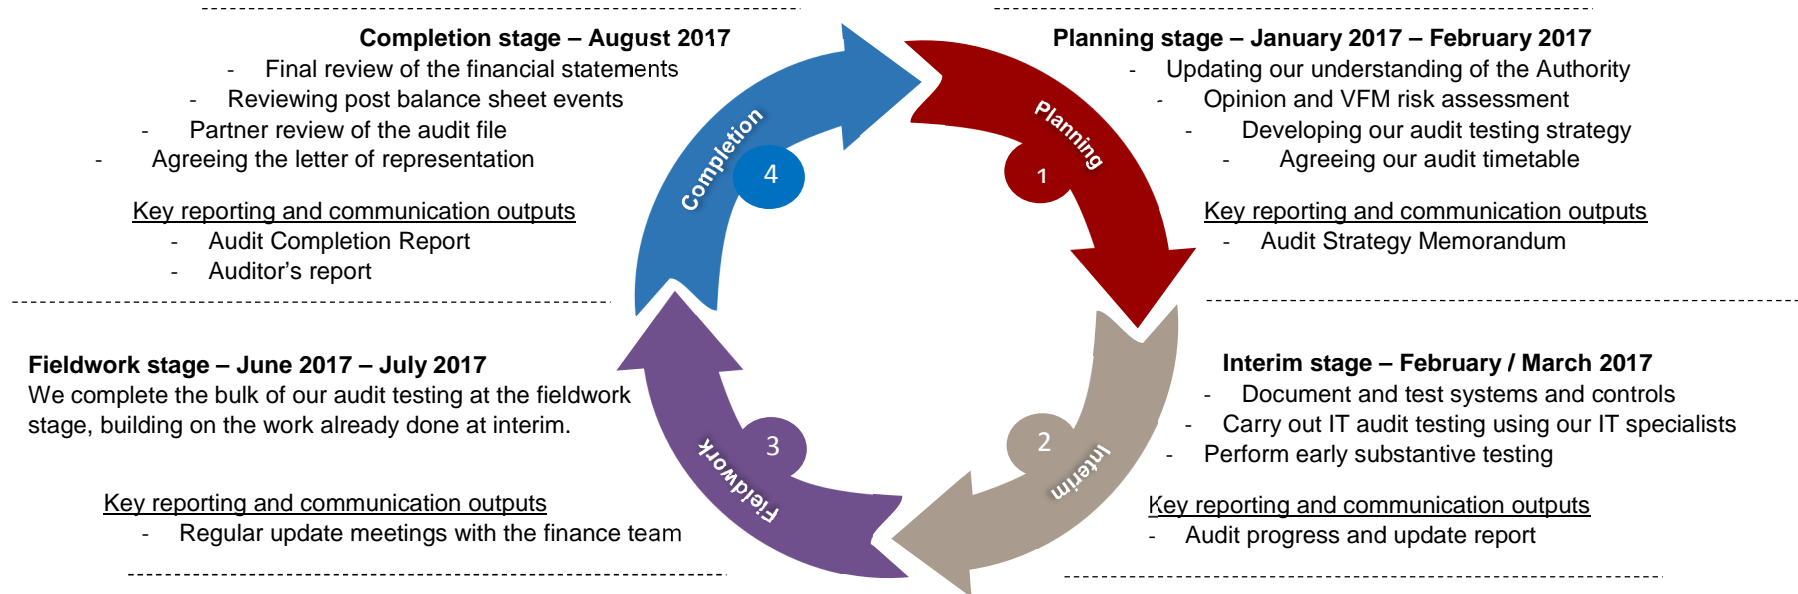 Completion stage – August 2017
- Final review of the financial statements
- Reviewing post balance sheet events
- Partner review of the audit file
- Agreeing the letter of representation
Key reporting and communication outputs
- Audit Completion Report
- Auditor’s report
Planning stage – January 2017 – February 2017
- Updating our understanding of the Authority
- Opinion and VFM risk assessment
- Developing our audit testing strategy
- Agreeing our audit timetable
Key reporting and communication outputs
- Audit Strategy Memorandum
Completion
4
Planning
1
Fieldwork stage – June 2017 – July 2017
We complete the bulk of our audit testing at the fieldwork
stage, building on the work already done at interim.
Key reporting and communication outputs
- Regular update meetings with the finance team
3
Fieldwork
2
Interim
Interim stage – February / March 2017
- Document and test systems and controls
- Carry out IT audit testing using our IT specialists
- Perform early substantive testing
Key reporting and communication outputs
- Audit progress and update report